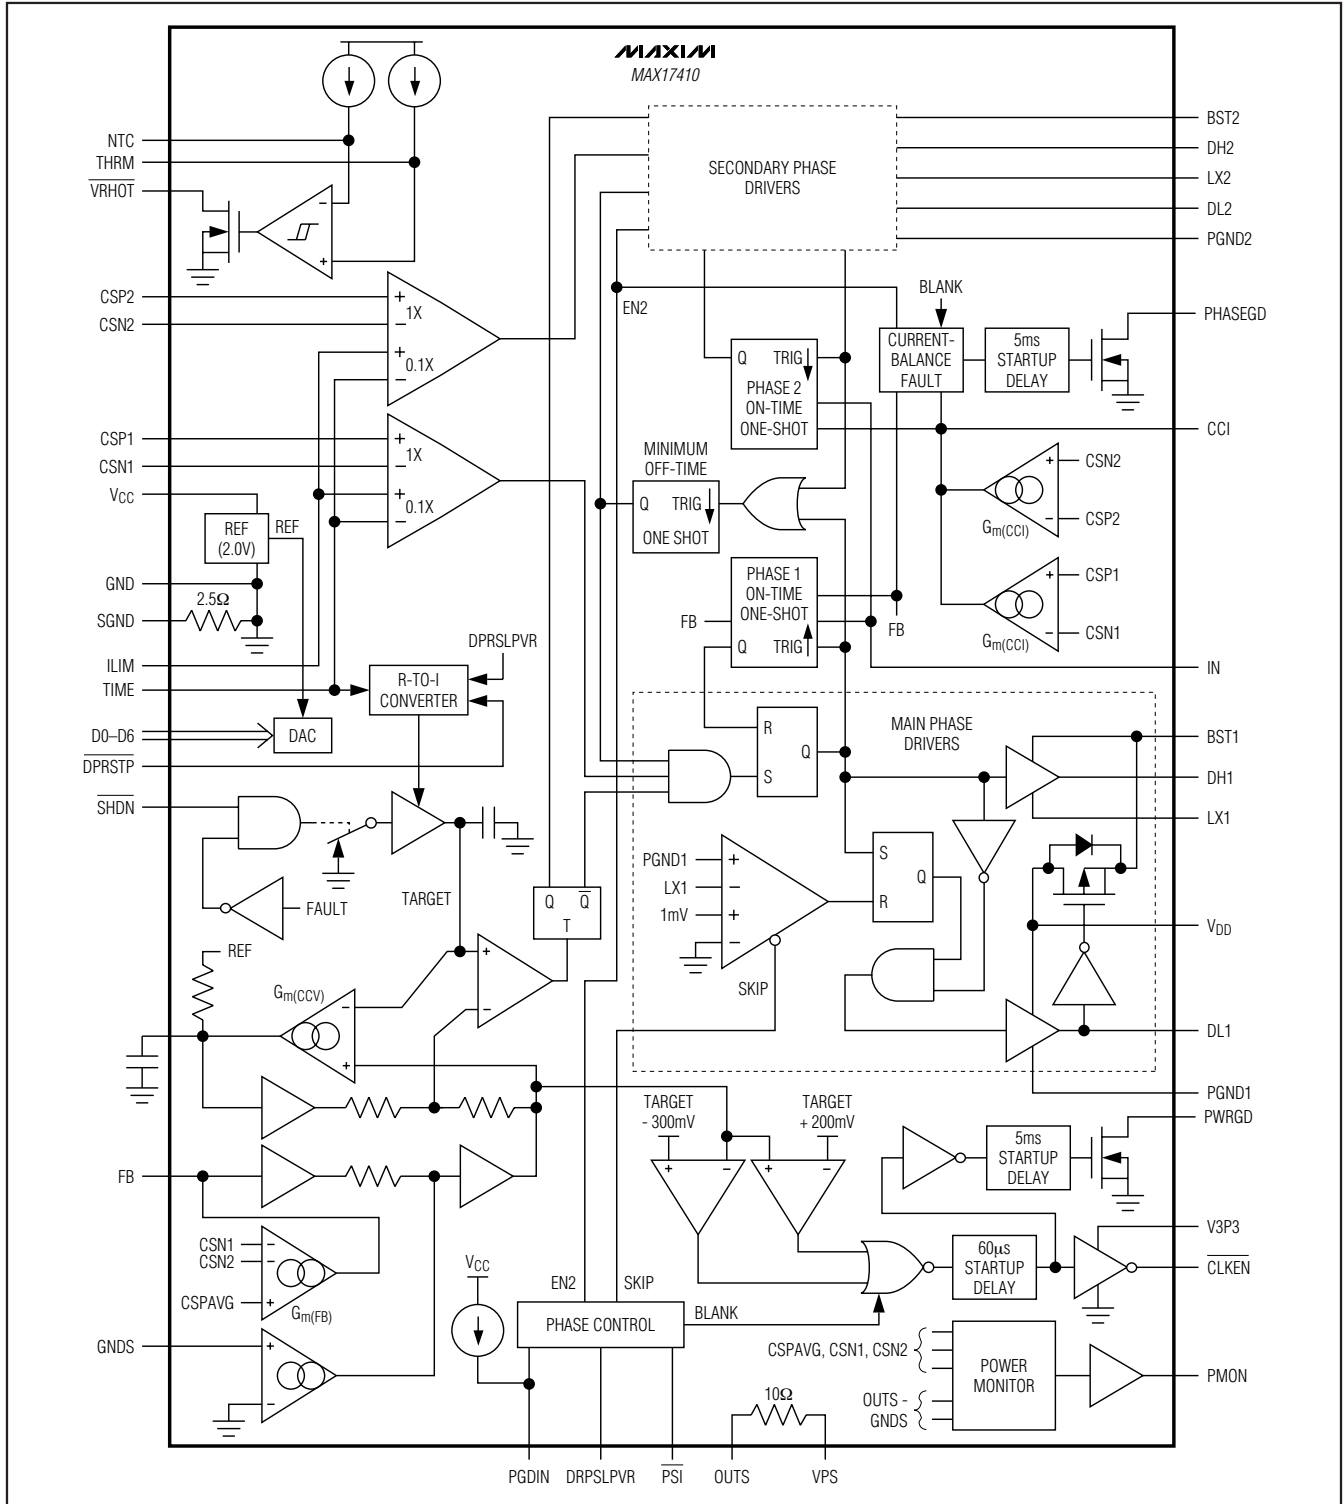 MAXIM
MAX17410
NTC
THRM
VRHOT
SECONDARY PHASE
DRIVERS
BST2
DH2
LX2
DL2
PGND2
-
+
CSP2
CSN2
+
1X
-
+
0.1X
-
EN2
BLANK
CURRENT-
BALANCE
FAULT
5ms
STARTUP
DELAY
PHASEGD
Q TRIG
PHASE 2
ON-TIME
ONE-SHOT
CCI
CSP1
CSN1
+
1X
-
+
0.1X
-
MINIMUM
OFF-TIME
Q TRIG
ONE SHOT
+ CSN2
- CSP2
Gm(CCI)
VCC
REF
(2.0V)
REF
GND
2.5Ω
SGND
PHASE 1
ON-TIME
ONE-SHOT
FB
Q TRIG
FB
+ CSP1
- CSN1
Gm(CCI)
IN
ILIM
TIME
DPRSLPVR
R-TO-I
CONVERTER
D0–D6
DAC
DPRSTP
MAIN PHASE
DRIVERS
R
Q
S
BST1
DH1
LX1
SHDN
FAULT
TARGET
Q Q
T
PGND1 +
LX1 -
1mV +
-
SKIP
S
Q
R
VDD
DL1
PGND1
REF
Gm(CCV)
-
+
+
-
TARGET
- 300mV
TARGET
+ 200mV
+ -
+ -
5ms
STARTUP
DELAY
PWRGD
FB
CSN1 -
CSN2 -
CSPAVG +
Gm(FB)
GNDS
+
-
VCC
EN2
SKIP
PHASE CONTROL
BLANK
60µs
STARTUP
DELAY
V3P3
CLKEN
CSPAVG, CSN1, CSN2
OUTS -
GNDS
POWER
MONITOR
PMON
10Ω
PGDIN
DRPSLPVR
PSI
OUTS
VPS